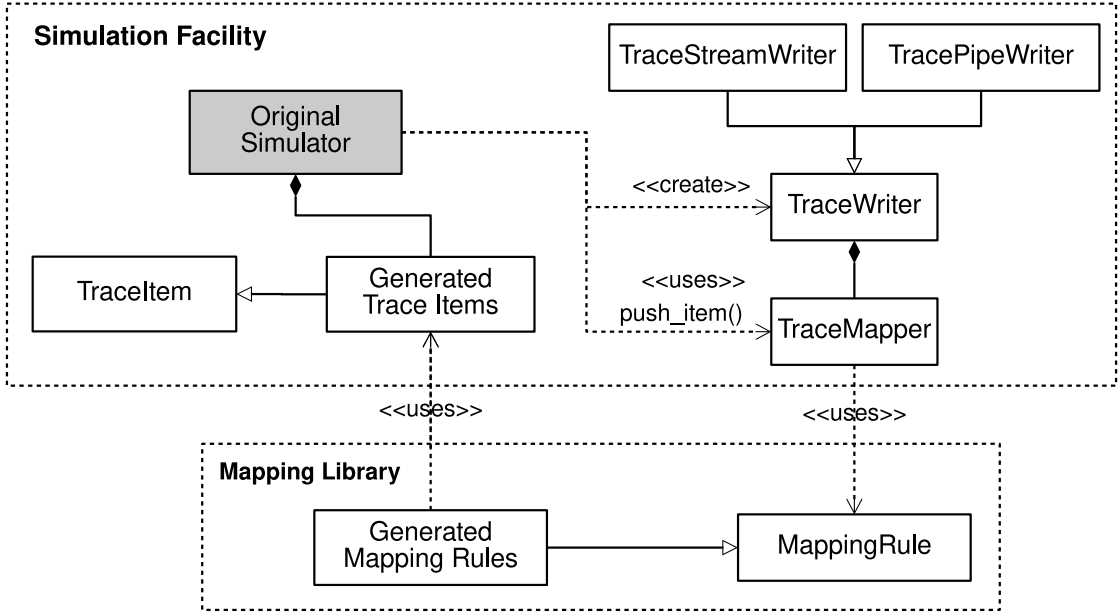 Simulation Facility
TraceStreamWriter
TracePipeWriter
Original
Simulator
<<create>>
TraceWriter
TraceItem
Generated
Trace Items
<<uses>>
push_item()
TraceMapper
<<uses>>
<<uses>>
Mapping Library
Generated
Mapping Rules
MappingRule